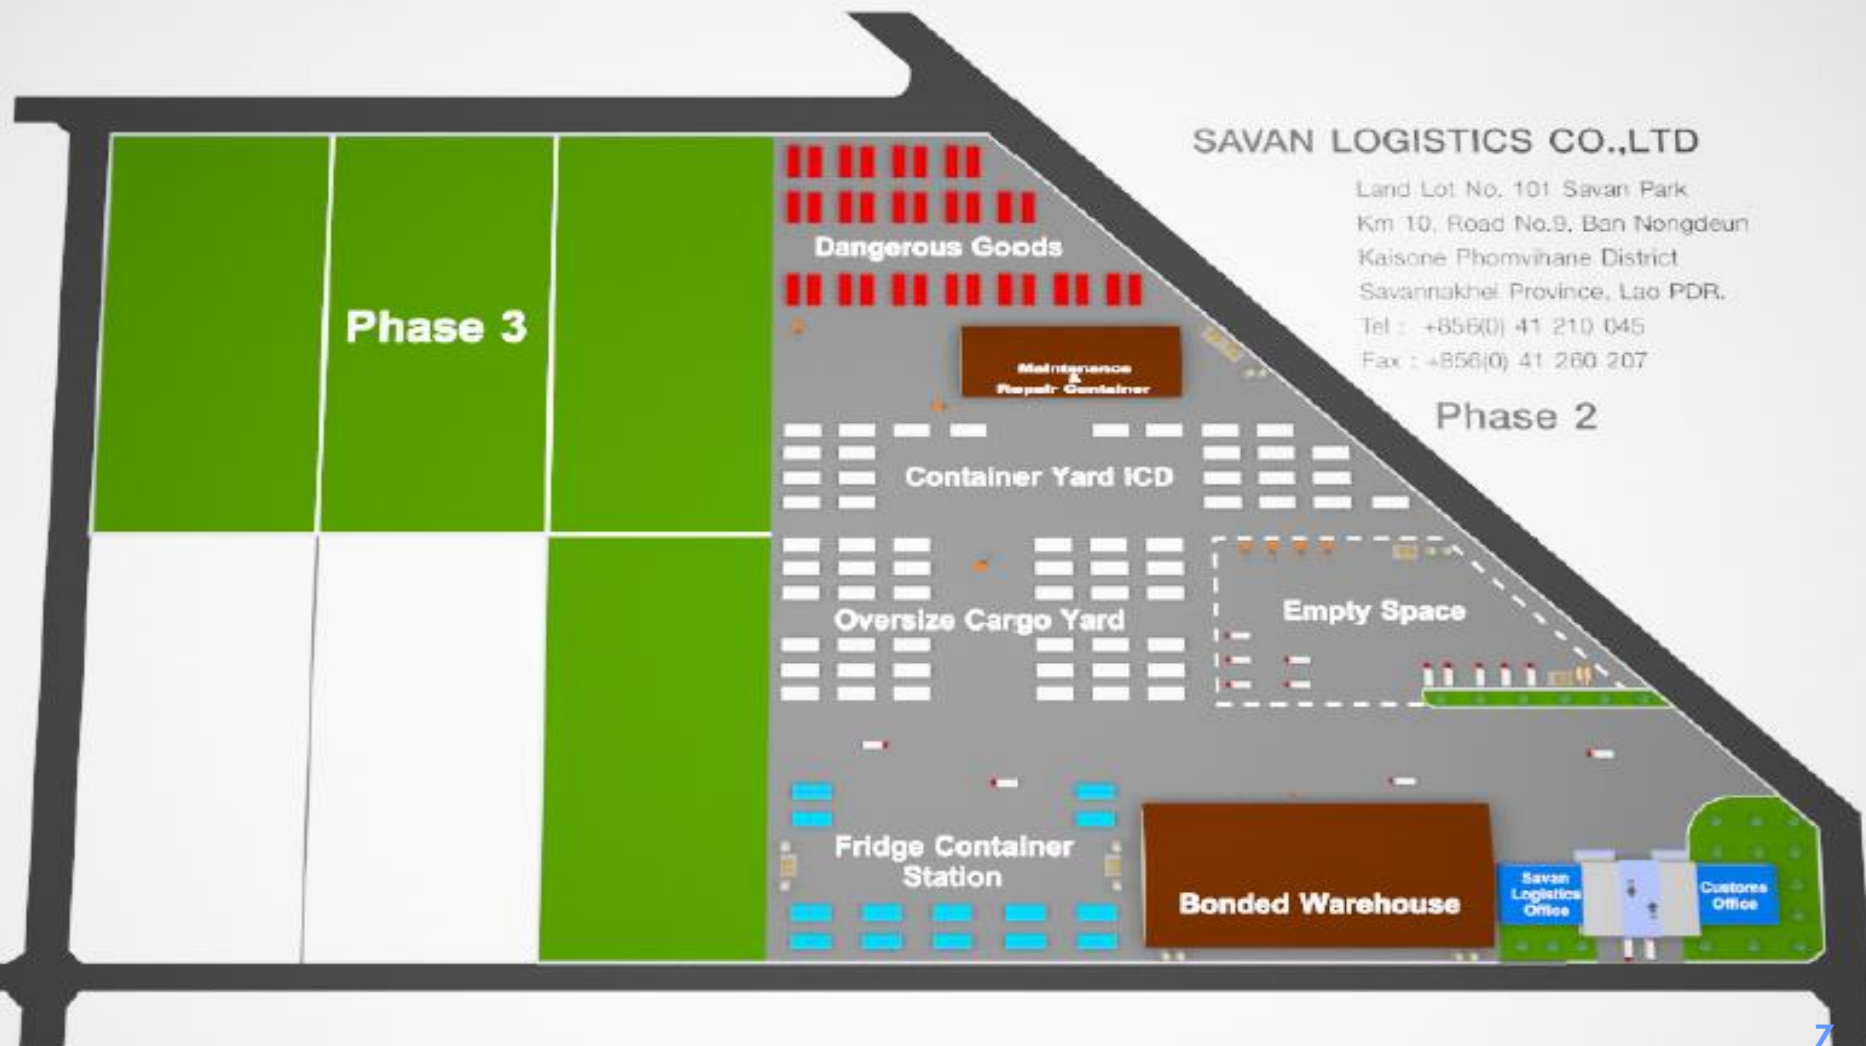 SAVAN LOGISTICS CO.,LTD
Land Lot No. 101 Savan Park
Km 10, Road No.9, Ban Nongdeun
Kaisone Phomvihane District
Savannakhet Province, Lao PDR.
Tel : +856(0) 41 210 045
Fax : +856(0) 41 260 207
Phase 2
Dangerous Goods
Phase 3
Maintenance
&
Repair Container
Container Yard ICD
Empty Space
Oversize Cargo Yard
Fridge Container
Station
Bonded Warehouse
Savan
Logistics
Office
Customs
Office
7